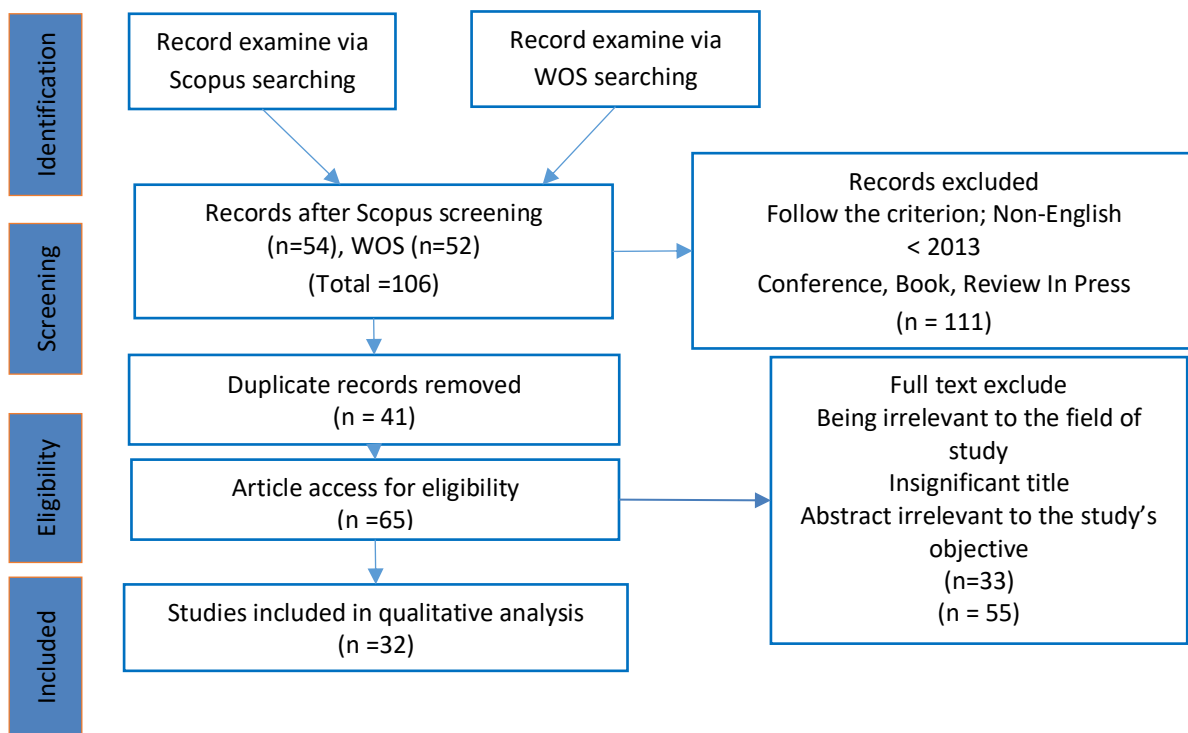 Identification
Record examine via
Scopus searching
Record examine via
WOS searching
Screening
Records after Scopus screening
(n=54), WOS (n=52)
(Total =106)
Records excluded
Follow the criterion; Non-English
< 2013
Conference, Book, Review In Press
(n = 111)
Duplicate records removed
(n = 41)
Eligibility
Article access for eligibility
(n =65)
Full text exclude
Being irrelevant to the field of
study
Insignificant title
Abstract irrelevant to the study’s
objective
(n=33)
(n = 55)
Included
Studies included in qualitative analysis
(n =32)